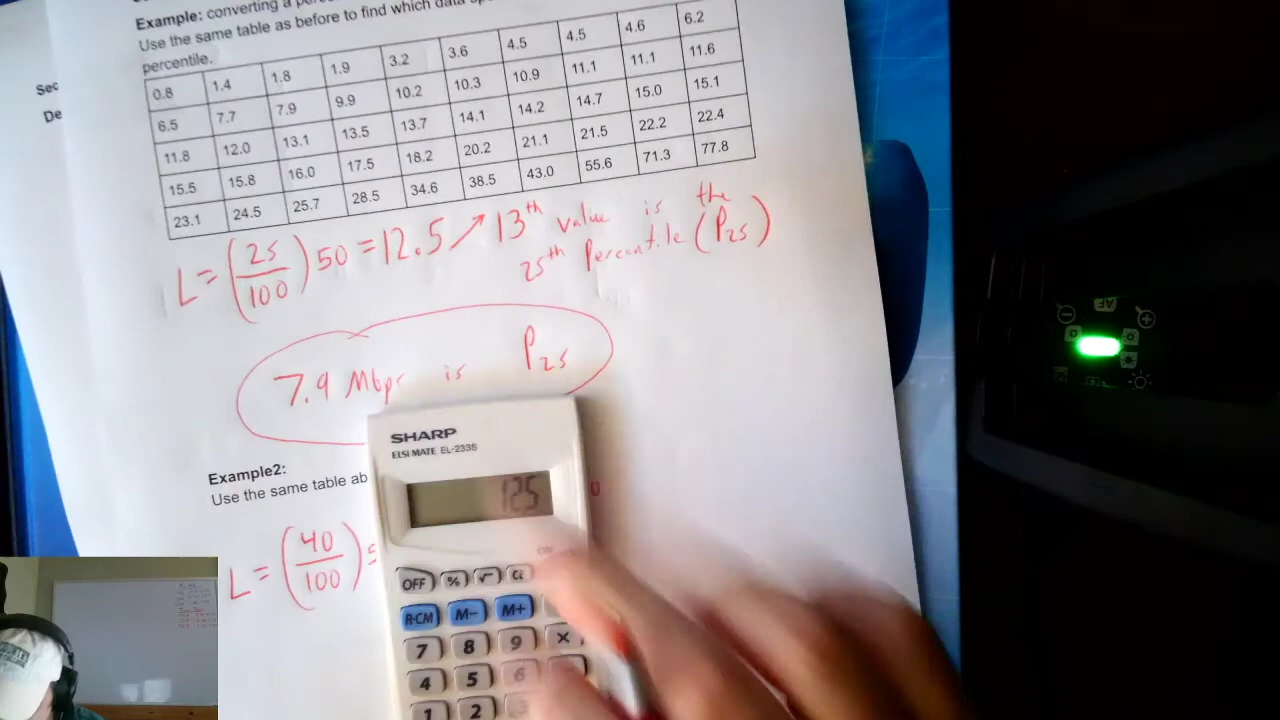 Example: converting a
Use the same table as before to find which data
percentile.
0.8 1.4 1.8 1.9 3.2 3.6 4.5 4.5 4.6 6.2
6.5 7.7 7.9 9.9 10.2 10.3 10.9 11.1 11.1 11.6
11.8 12.0 13.1 13.5 13.7 14.1 14.2 14.7 15.0 15.1
15.5 15.8 16.0 17.5 18.2 20.2 21.1 21.5 22.2 22.4
23.1 24.5 25.7 28.5 34.6 38.5 43.0 55.6 71.3 77.8
Sec
De
L = (25/100) 50 = 12.5 ↗ 13th value is the
25th Percentile (P25)
7.9 Mbps is P25
Example2:
Use the same table ab
L = (40/100) 5
SHARP
ELSI MATE EL-233S
125
OFF % √ CE
R·CM M- M+
7 8 9 ×
4 5 6
1 2
AF